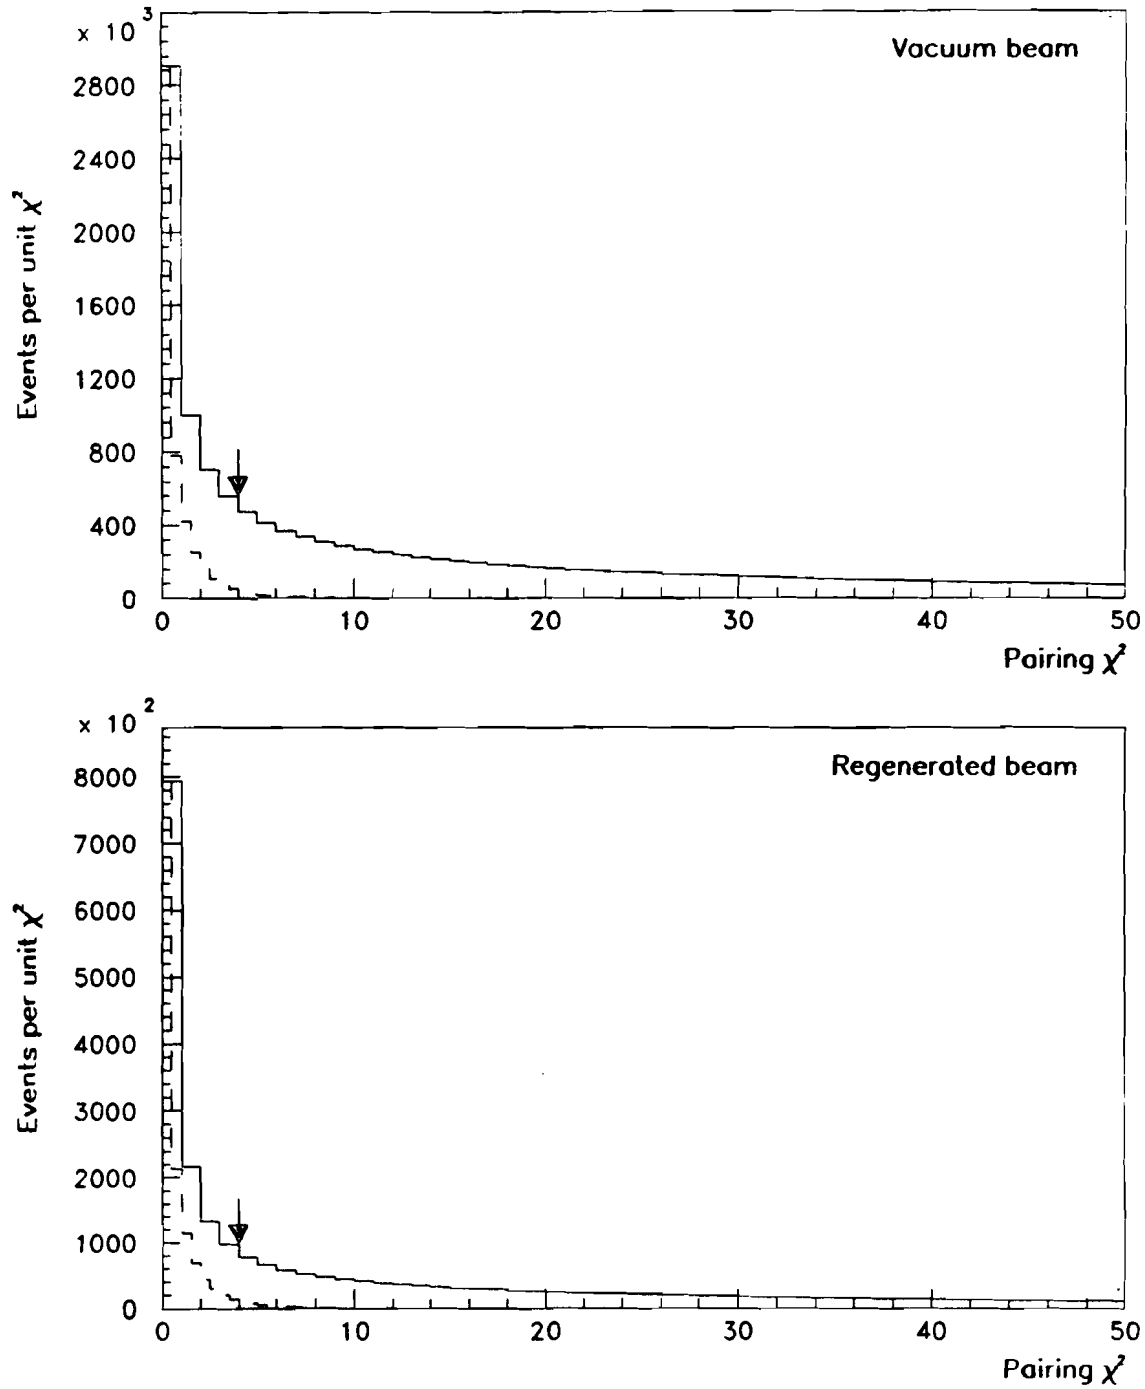 x 10 3
Vacuum beam
2800
2400
2000
1600
1200
800
400
0
Events per unit χ²
0 10 20 30 40 50
Pairing χ²
x 10 2
Regenerated beam
8000
7000
6000
5000
4000
3000
2000
1000
0
Events per unit χ²
0 10 20 30 40 50
Pairing χ²